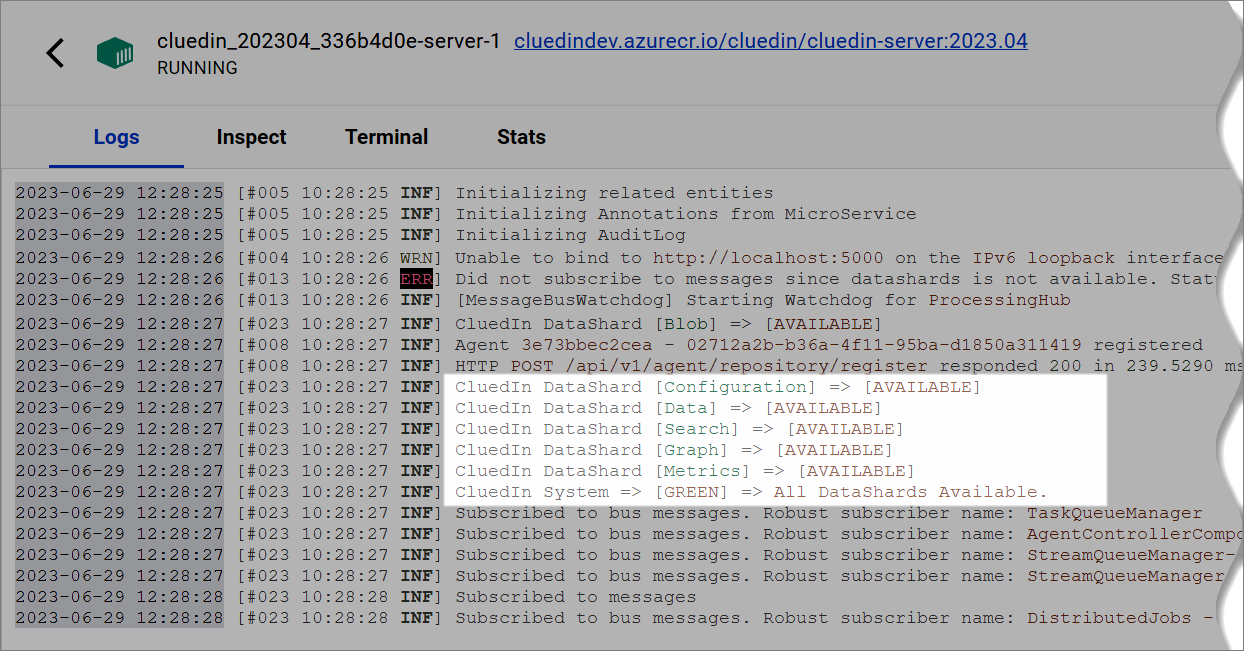 cluedin_202304_336b4d0e-server-1 cluedindev.azurecr.io/cluedin/cluedin-server:2023.04
RUNNING
Logs Inspect Terminal Stats
2023-06-29 12:28:25 [#005 10:28:25 INF] Initializing related entities
2023-06-29 12:28:25 [#005 10:28:25 INF] Initializing Annotations from MicroService
2023-06-29 12:28:25 [#005 10:28:25 INF] Initializing AuditLog
2023-06-29 12:28:26 [#004 10:28:26 WRN] Unable to bind to http://localhost:5000 on the IPv6 loopback interface
2023-06-29 12:28:26 [#013 10:28:26 ERR] Did not subscribe to messages since datashards is not available. Stat
2023-06-29 12:28:26 [#013 10:28:26 INF] [MessageBusWatchdog] Starting Watchdog for ProcessingHub
2023-06-29 12:28:27 [#023 10:28:27 INF] CluedIn DataShard [Blob] => [AVAILABLE]
2023-06-29 12:28:27 [#008 10:28:27 INF] Agent 3e73bbec2cea - 02712a2b-b36a-4f11-95ba-d1850a311419 registered
2023-06-29 12:28:27 [#008 10:28:27 INF] HTTP POST /api/v1/agent/repository/register responded 200 in 239.5290 ms
2023-06-29 12:28:27 [#023 10:28:27 INF] CluedIn DataShard [Configuration] => [AVAILABLE]
2023-06-29 12:28:27 [#023 10:28:27 INF] CluedIn DataShard [Data] => [AVAILABLE]
2023-06-29 12:28:27 [#023 10:28:27 INF] CluedIn DataShard [Search] => [AVAILABLE]
2023-06-29 12:28:27 [#023 10:28:27 INF] CluedIn DataShard [Graph] => [AVAILABLE]
2023-06-29 12:28:27 [#023 10:28:27 INF] CluedIn DataShard [Metrics] => [AVAILABLE]
2023-06-29 12:28:27 [#023 10:28:27 INF] CluedIn System => [GREEN] => All DataShards Available.
2023-06-29 12:28:27 [#023 10:28:27 INF] Subscribed to bus messages. Robust subscriber name: TaskQueueManager
2023-06-29 12:28:27 [#023 10:28:27 INF] Subscribed to bus messages. Robust subscriber name: AgentControllerCompo
2023-06-29 12:28:27 [#023 10:28:27 INF] Subscribed to bus messages. Robust subscriber name: StreamQueueManager-
2023-06-29 12:28:27 [#023 10:28:27 INF] Subscribed to bus messages. Robust subscriber name: StreamQueueManager
2023-06-29 12:28:28 [#023 10:28:28 INF] Subscribed to messages
2023-06-29 12:28:28 [#023 10:28:28 INF] Subscribed to bus messages. Robust subscriber name: DistributedJobs -